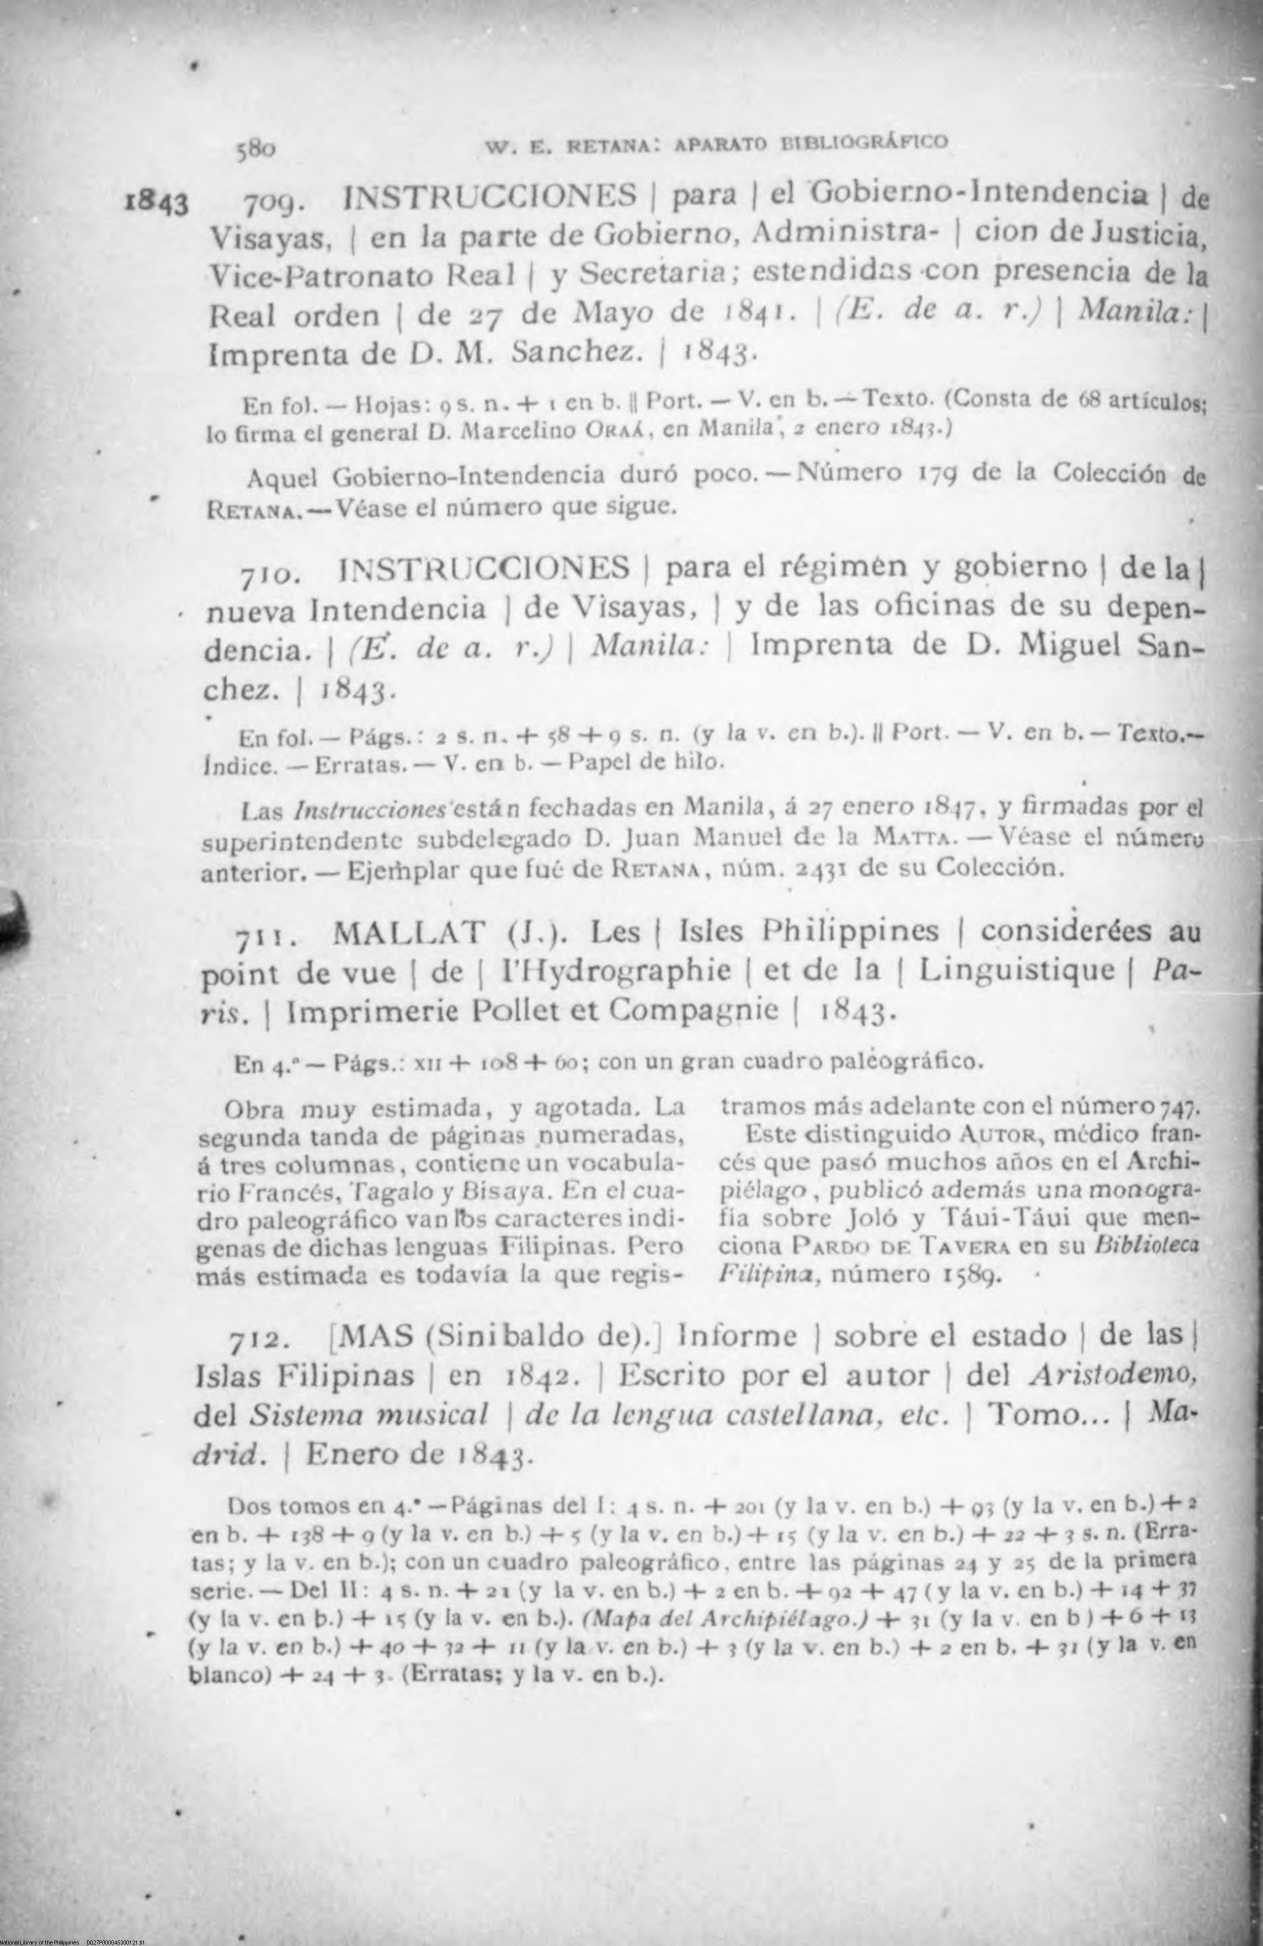 580
W. E. RETANA: APARATO BIBLIOGRÁFICO
1843
709. INSTRUCCIONES | para | el Gobierno-Intendencia | de
Visayas, | en la parte de Gobierno, Administra- | cion de Justicia,
Vice-Patronato Real | y Secretaria; estendidas con presencia de la
Real orden | de 27 de Mayo de 1841. | (E. de a. r.) | Manila: |
Imprenta de D. M. Sanchez. | 1843.
En fol. — Hojas: 9 s. n. + 1 en b. || Port. — V. en b. — Texto. (Consta de 68 artículos;
lo firma el general D. Marcelino ORAÁ, en Manila, 2 enero 1843.)
Aquel Gobierno-Intendencia duró poco. — Número 179 de la Colección de
RETANA. — Véase el número que sigue.
710. INSTRUCCIONES | para el régimen y gobierno | de la |
nueva Intendencia | de Visayas, | y de las oficinas de su depen-
dencia. | (E. de a. r.) | Manila: | Imprenta de D. Miguel San-
chez. | 1843.
En fol. — Págs.: 2 s. n. + 58 + 9 s. n. (y la v. en b.). || Port. — V. en b. — Texto. —
Índice. — Erratas. — V. en b. — Papel de hilo.
Las Instrucciones están fechadas en Manila, á 27 enero 1847, y firmadas por el
superintendente subdelegado D. Juan Manuel de la MATTA. — Véase el número
anterior. — Ejemplar que fué de RETANA, núm. 2431 de su Colección.
711. MALLAT (J.). Les | Isles Philippines | considerées au
point de vue | de | l'Hydrographie | et de la | Linguistique | Pa-
ris. | Imprimerie Pollet et Compagnie | 1843.
En 4.º — Págs.: XII + 108 + 60; con un gran cuadro paleográfico.
Obra muy estimada, y agotada. La
segunda tanda de páginas numeradas,
á tres columnas, contiene un vocabula-
rio Francés, Tagalo y Bisaya. En el cua-
dro paleográfico van los caracteres indi-
genas de dichas lenguas Filipinas. Pero
más estimada es todavía la que regis-
tramos más adelante con el número 747.
Este distinguido AUTOR, médico fran-
cés que pasó muchos años en el Archi-
piélago, publicó además una monogra-
fia sobre Joló y Táui-Táui que men-
ciona PARDO DE TAVERA en su Biblioteca
Filipina, número 1589.
712. [MAS (Sinibaldo de).] Informe | sobre el estado | de las |
Islas Filipinas | en 1842. | Escrito por el autor | del Aristodemo,
del Sistema musical | de la lengua castellana, etc. | Tomo... | Ma-
drid. | Enero de 1843.
Dos tomos en 4.º — Páginas del I: 4 s. n. + 201 (y la v. en b.) + 93 (y la v. en b.) + 2
en b. + 138 + 9 (y la v. en b.) + 5 (y la v. en b.) + 15 (y la v. en b.) + 22 + 3 s. n. (Erra-
tas; y la v. en b.); con un cuadro paleográfico, entre las páginas 24 y 25 de la primera
serie. — Del II: 4 s. n. + 21 (y la v. en b.) + 2 en b. + 92 + 47 (y la v. en b.) + 14 + 37
(y la v. en b.) + 15 (y la v. en b.). (Mapa del Archipiélago.) + 31 (y la v. en b) + 6 + 13
(y la v. en b.) + 40 + 32 + 11 (y la v. en b.) + 3 (y la v. en b.) + 2 en b. + 31 (y la v. en
blanco) + 24 + 3. (Erratas; y la v. en b.).
National Library of the Philippines